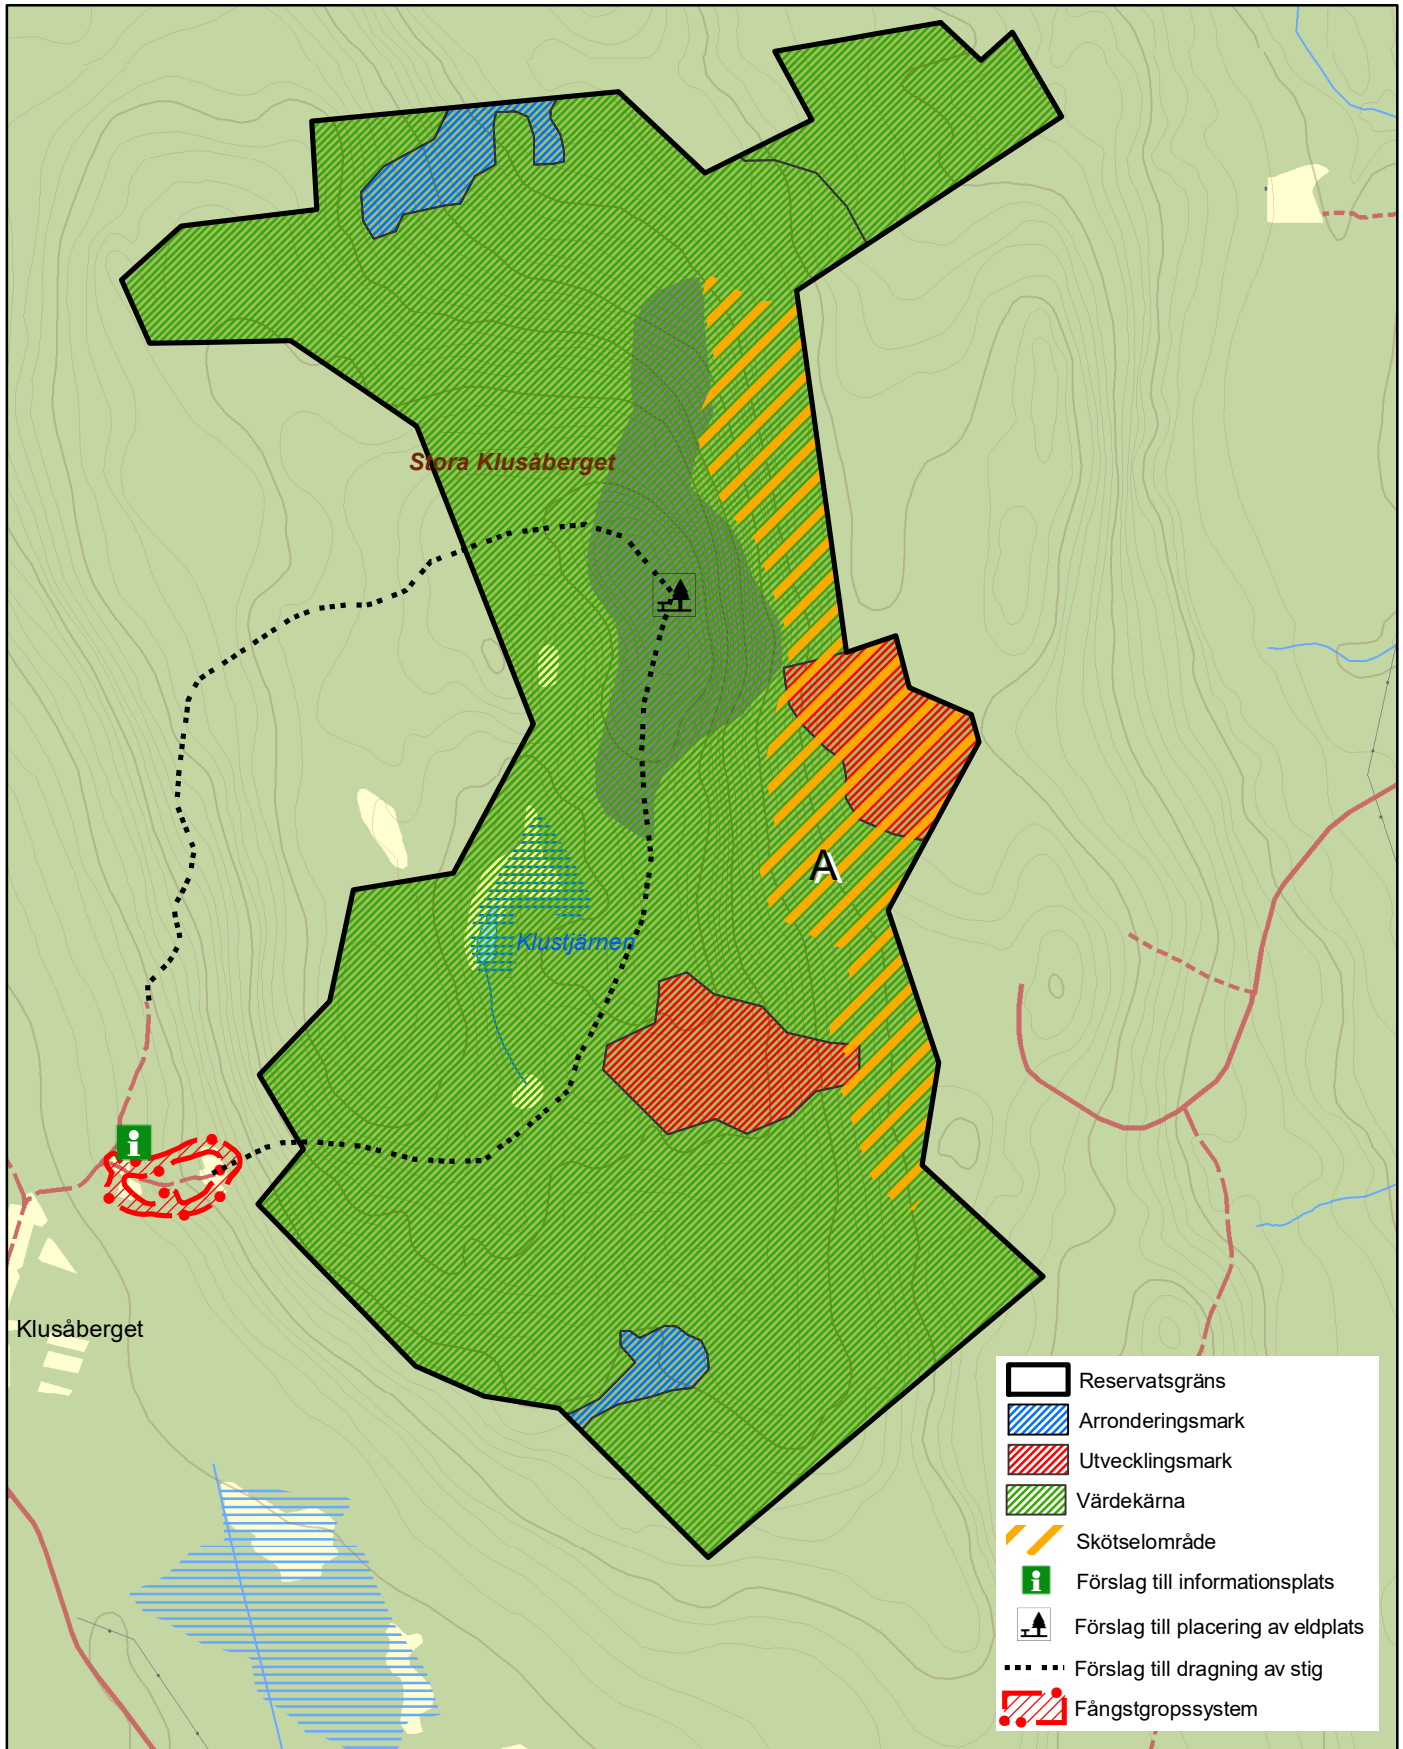 Stora Klusåberget
A
Klustjärnen
Klusåberget
Reservatsgräns
Arronderingsmark
Utvecklingsmark
Värdekärna
Skötselområde
Förslag till informationsplats
Förslag till placering av eldplats
Förslag till dragning av stig
Fångstgropssystem